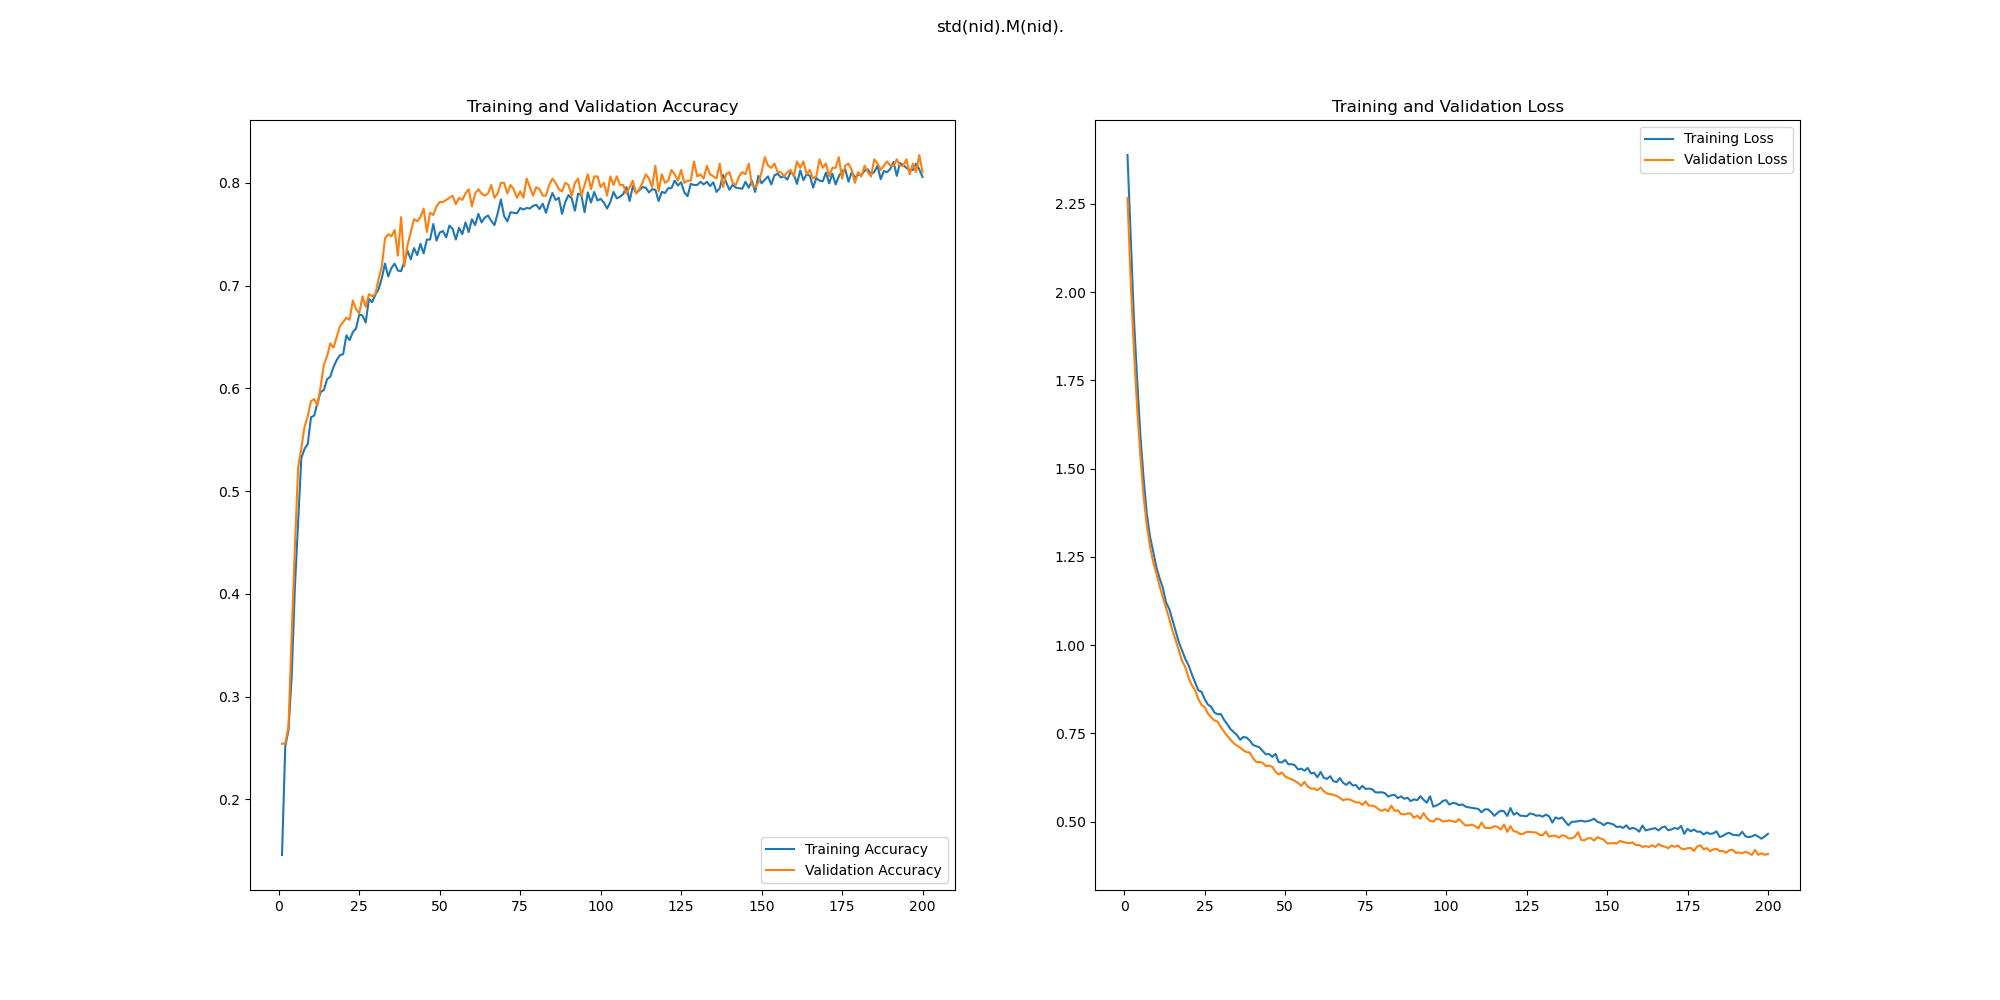 std(nid).M(nid).
Training and Validation Accuracy
0.8
0.7
0.6
0.5
0.4
0.3
0.2
Training Accuracy
Validation Accuracy
0 25 50 75 100 125 150 175 200
Training and Validation Loss
Training Loss
Validation Loss
2.25
2.00
1.75
1.50
1.25
1.00
0.75
0.50
0 25 50 75 100 125 150 175 200